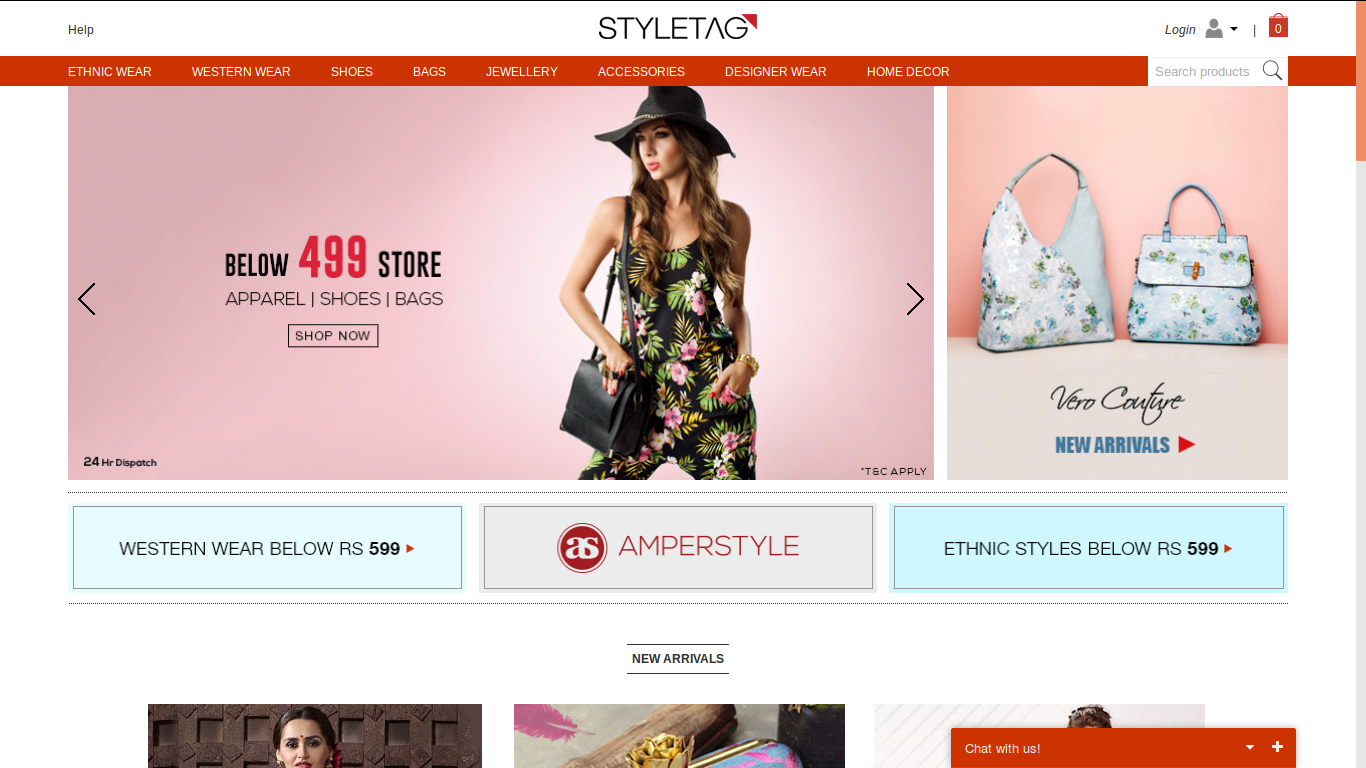 Help
STYLETAG
Login
|
0
ETHNIC WEAR
WESTERN WEAR
SHOES
BAGS
JEWELLERY
ACCESSORIES
DESIGNER WEAR
HOME DECOR
Search products
BELOW 499 STORE
APPAREL | SHOES | BAGS
SHOP NOW
24 Hr Dispatch
*T&C APPLY
Vero Couture
NEW ARRIVALS
WESTERN WEAR BELOW RS 599
as AMPERSTYLE
ETHNIC STYLES BELOW RS 599
NEW ARRIVALS
Chat with us!